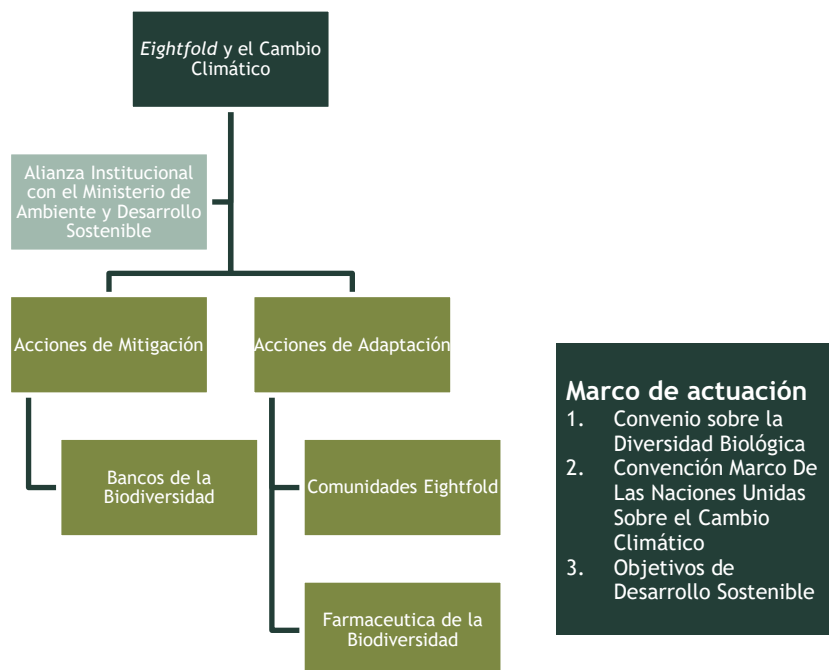 Eightfold y el Cambio
Climático
Alianza Institucional
con el Ministerio de
Ambiente y Desarrollo
Sostenible
Acciones de Mitigación
Acciones de Adaptación
Bancos de la
Biodiversidad
Comunidades Eightfold
Farmaceutica de la
Biodiversidad
Marco de actuación
1. Convenio sobre la
Diversidad Biológica
2. Convención Marco De
Las Naciones Unidas
Sobre el Cambio
Climático
3. Objetivos de
Desarrollo Sostenible